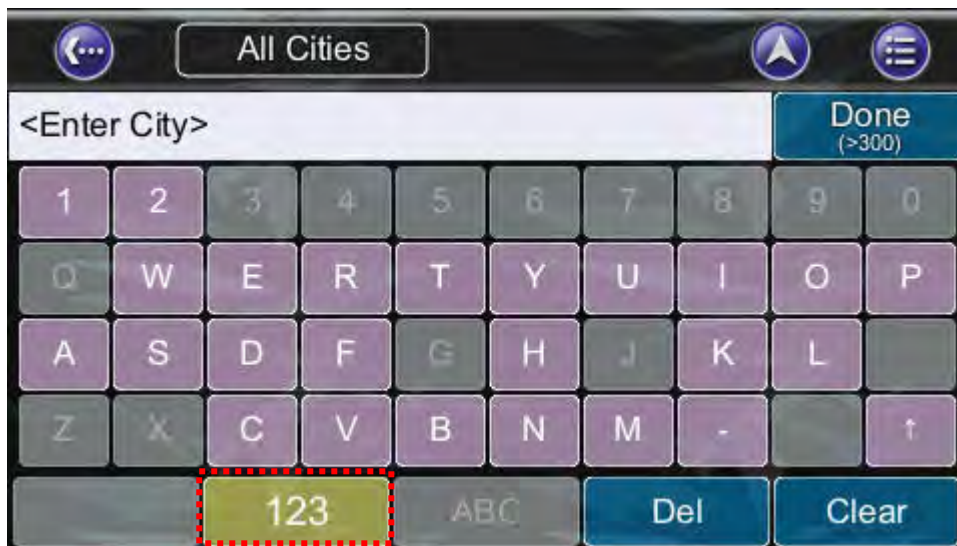 All Cities
<Enter City>
Done
(>300)
1 2 3 4 5 6 7 8 9 0
Q W E R T Y U I O P
A S D F G H J K L
Z X C V B N M - ↑
123 ABC Del Clear